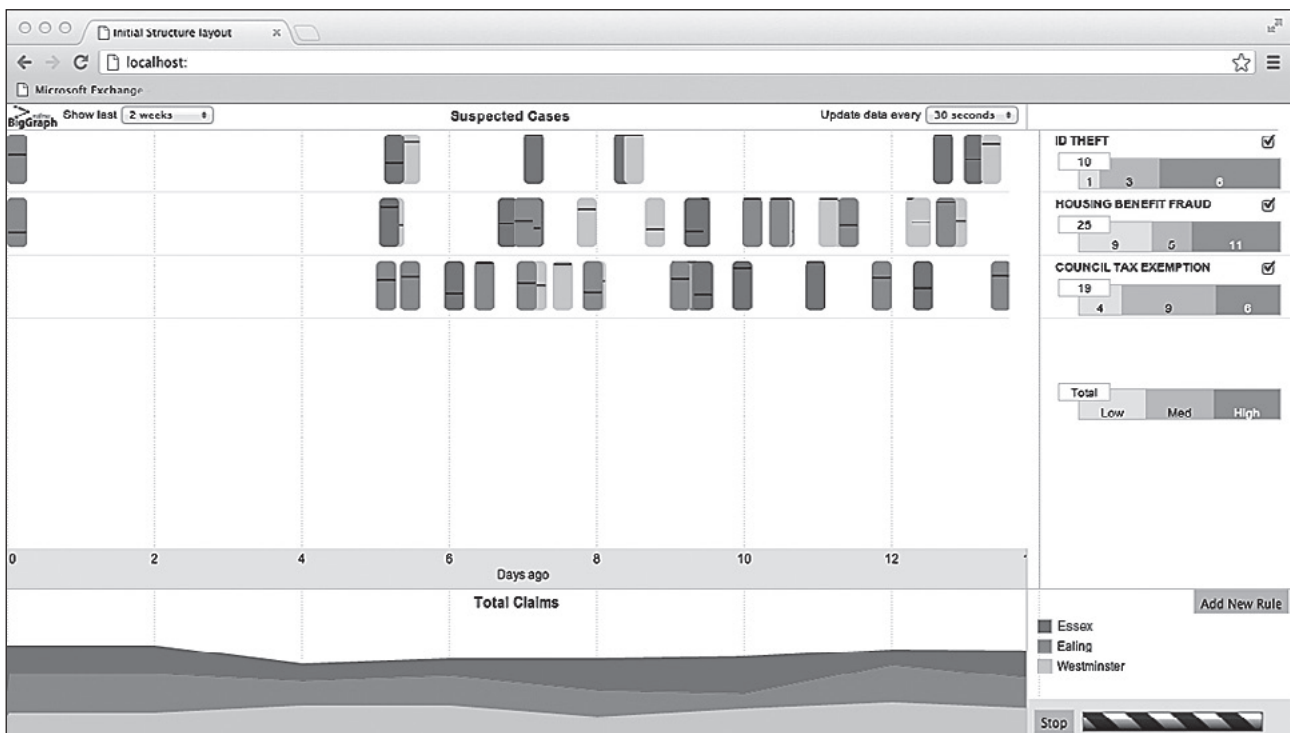 Initial Structure layout
localhost:
Microsoft Exchange
BigGraph Show last 2 weeks Suspected Cases Update data every 30 seconds
ID THEFT
10
1 3 6
HOUSING BENEFIT FRAUD
25
9 5 11
COUNCIL TAX EXEMPTION
19
4 9 6
Total
Low Med High
0 2 4 6 8 10 12
Days ago
Total Claims
Add New Rule
Essex
Ealing
Westminster
Stop